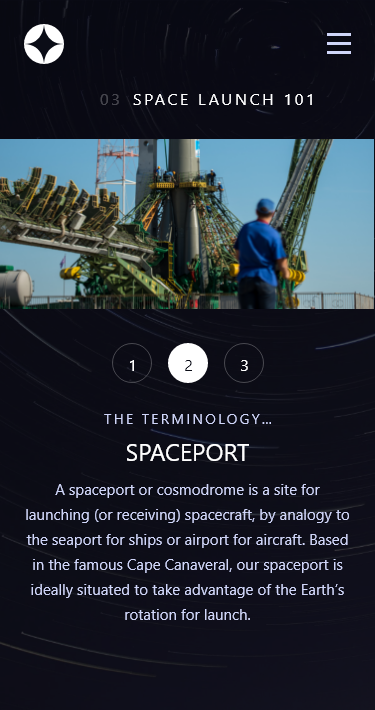 03 SPACE LAUNCH 101
1 2 3
THE TERMINOLOGY…
SPACEPORT
A spaceport or cosmodrome is a site for
launching (or receiving) spacecraft, by analogy to
the seaport for ships or airport for aircraft. Based
in the famous Cape Canaveral, our spaceport is
ideally situated to take advantage of the Earth’s
rotation for launch.